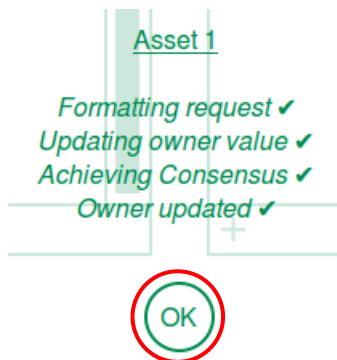 Asset 1
Formatting request ✔
Updating owner value ✔
Achieving Consensus ✔
Owner updated ✔
OK